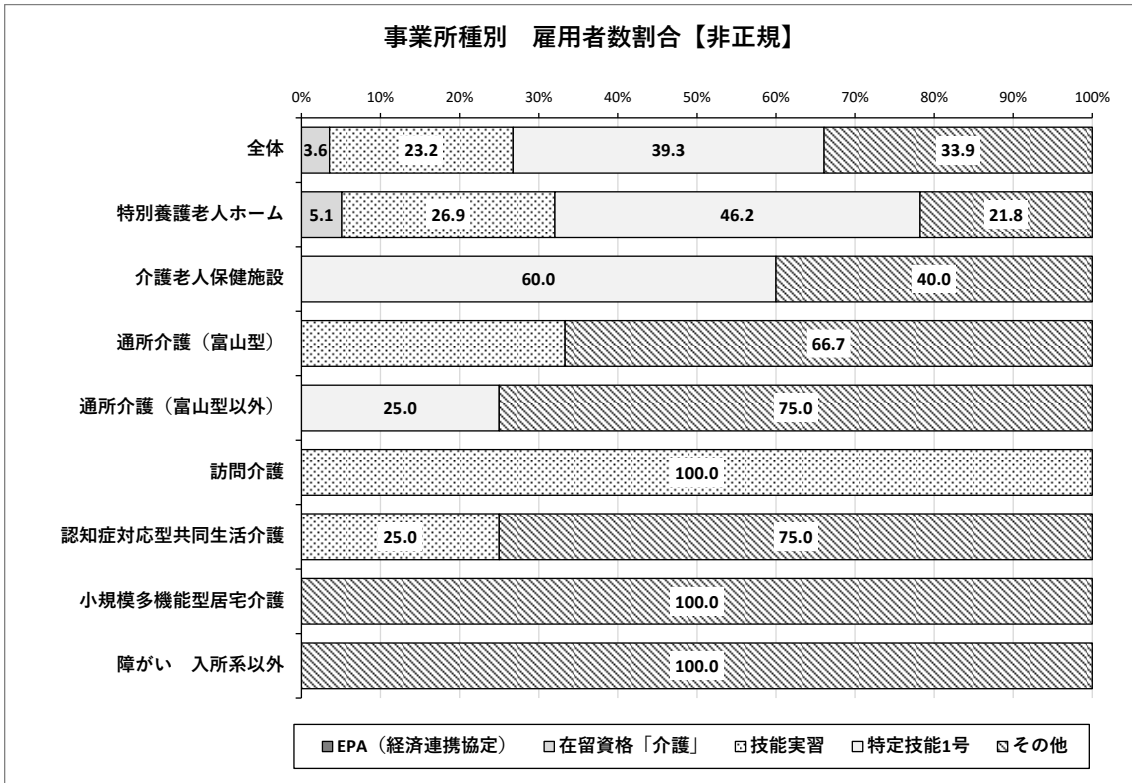 事業所種別　雇用者数割合【非正規】
0% 10% 20% 30% 40% 50% 60% 70% 80% 90% 100%
全体 3.6 23.2 39.3 33.9
特別養護老人ホーム 5.1 26.9 46.2 21.8
介護老人保健施設 60.0 40.0
通所介護（富山型） 66.7
通所介護（富山型以外） 25.0 75.0
訪問介護 100.0
認知症対応型共同生活介護 25.0 75.0
小規模多機能型居宅介護 100.0
障がい　入所系以外 100.0
EPA（経済連携協定） 在留資格「介護」 技能実習 特定技能1号 その他